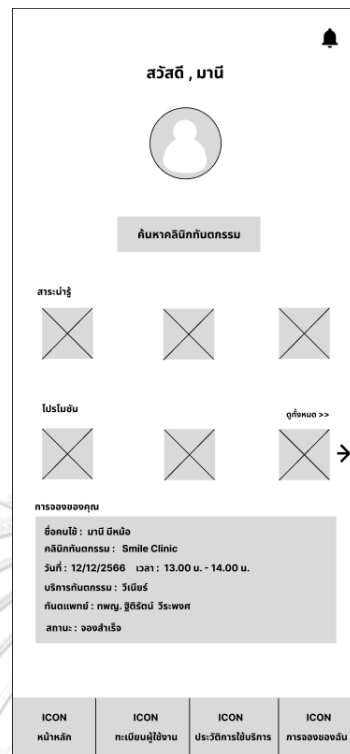 สวัสดี , มานี
ค้นหาคลินิกทันตกรรม
สาระน่ารู้
โปรโมชัน
ดูทั้งหมด >>
การจองของคุณ
ชื่อคนไข้ : มานี มีหม้อ
คลินิกทันตกรรม : Smile Clinic
วันที่ : 12/12/2566 เวลา : 13.00 น. - 14.00 น.
บริการทันตกรรม : วีเนียร์
ทันตแพทย์ : ทพญ. ฐิติรัตน์ วีระพงศ
สถานะ : จองสำเร็จ
ICON ICON ICON ICON
หน้าหลัก ทะเบียนผู้ใช้งาน ประวัติการใช้บริการ การจองของฉัน